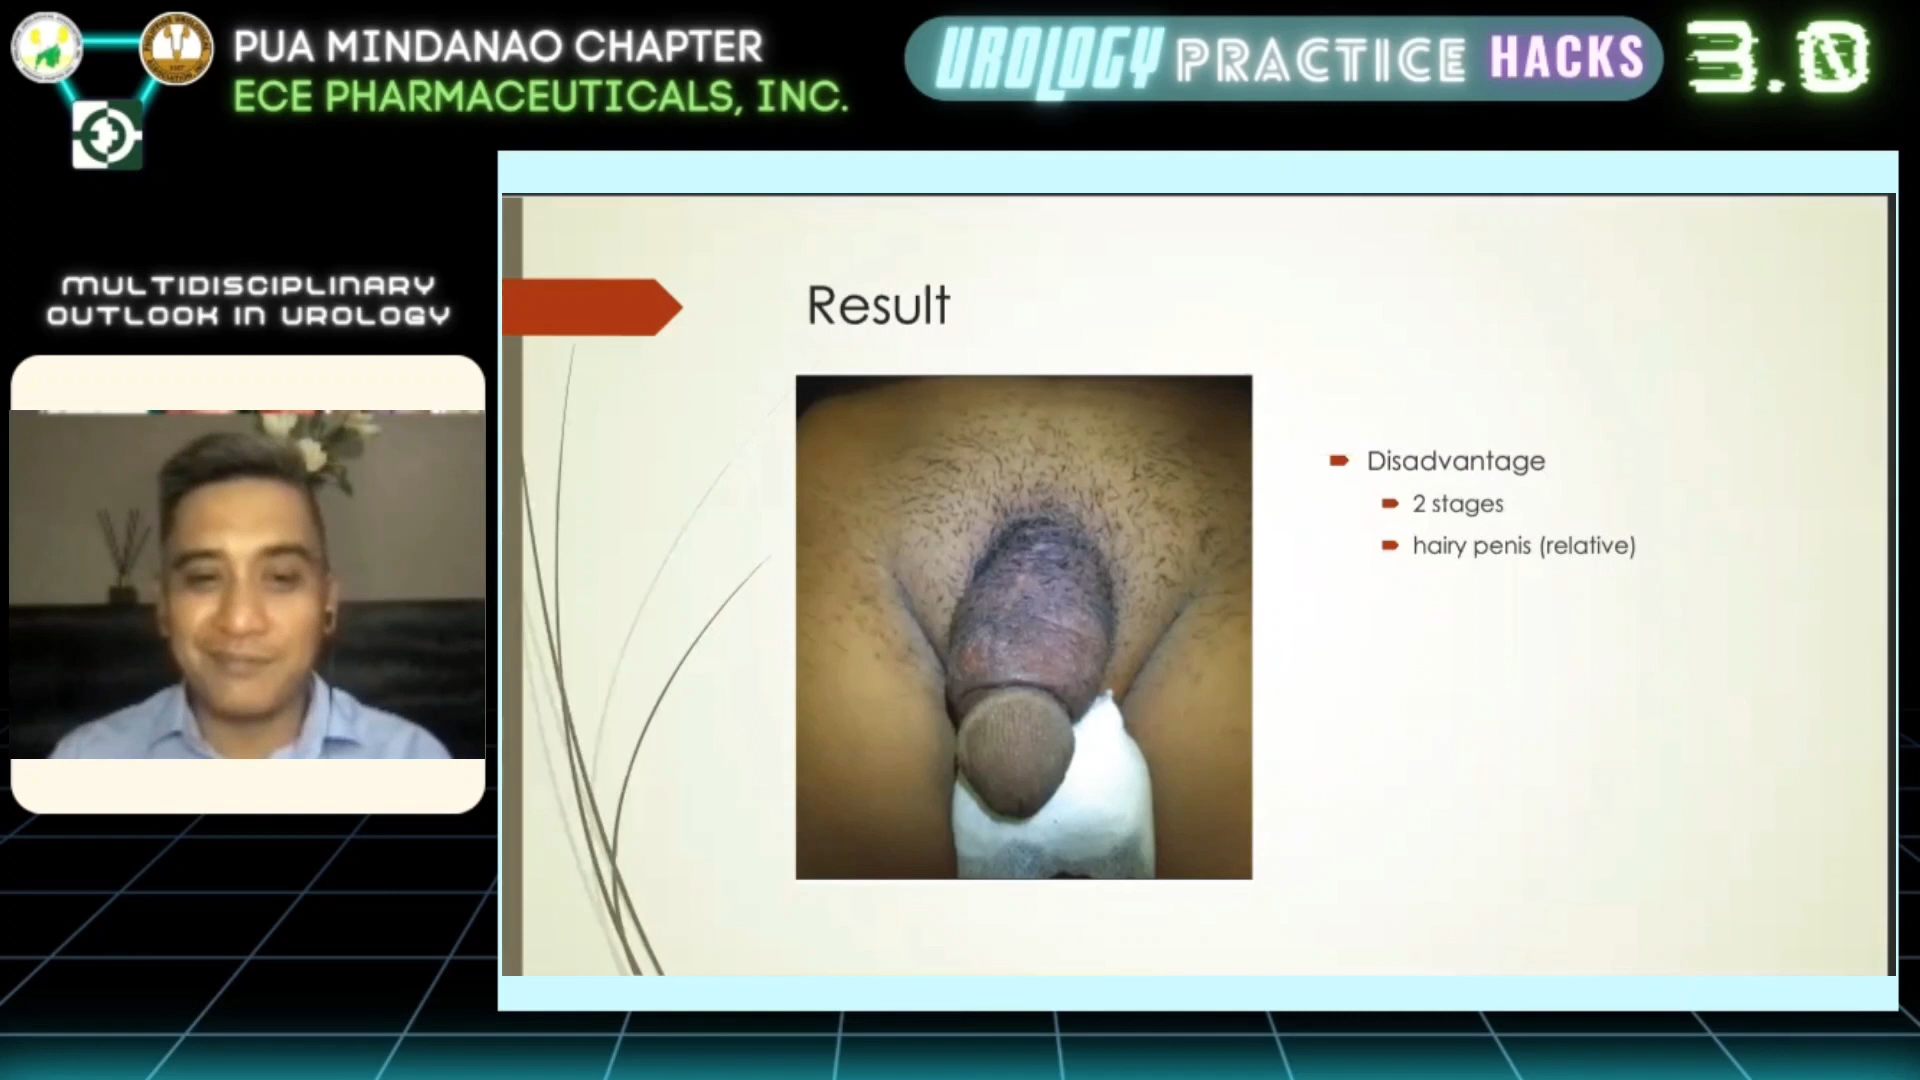 PUA MINDANAO CHAPTER
ECE PHARMACEUTICALS, INC.
UROLOGY PRACTICE HACKS 3.0
MULTIDISCIPLINARY
OUTLOOK IN UROLOGY
Result
Disadvantage
2 stages
hairy penis (relative)